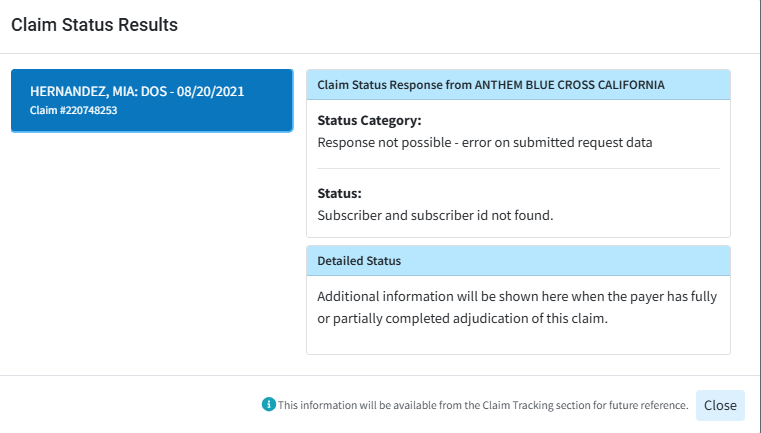 Claim Status Results
HERNANDEZ, MIA: DOS - 08/20/2021
Claim #220748253
Claim Status Response from ANTHEM BLUE CROSS CALIFORNIA
Status Category:
Response not possible - error on submitted request data
Status:
Subscriber and subscriber id not found.
Detailed Status
Additional information will be shown here when the payer has fully
or partially completed adjudication of this claim.
This information will be available from the Claim Tracking section for future reference.
Close